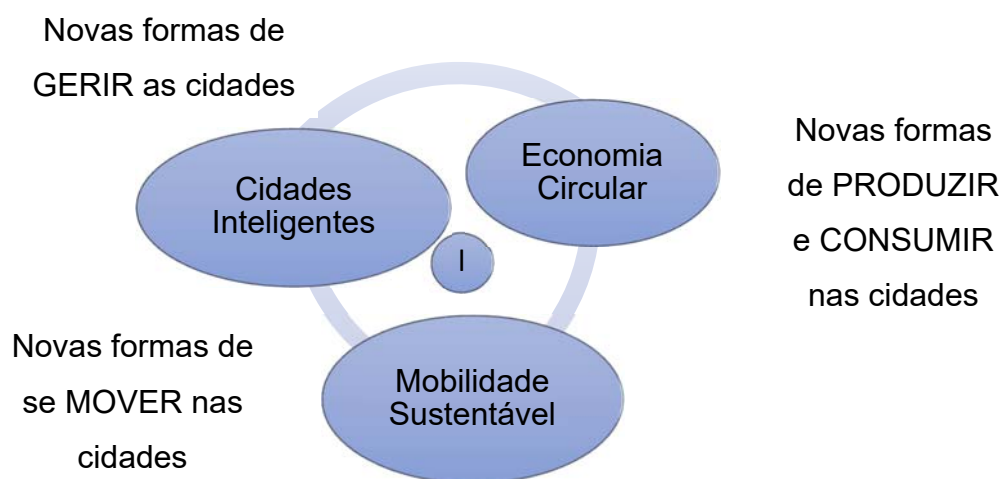 Novas formas de
GERIR as cidades
Cidades
Inteligentes
Economia
Circular
Novas formas
de PRODUZIR
e CONSUMIR
nas cidades
I
Novas formas de
se MOVER nas
cidades
Mobilidade
Sustentável